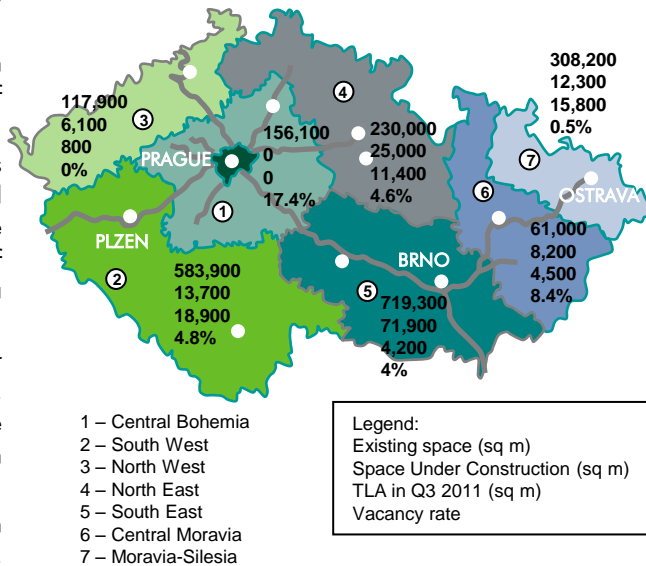 308,200
12,300
15,800
0.5%
7
OSTRAVA
117,900
6,100
800
0%
3
4
PRAGUE
156,100
0
0
17.4%
1
230,000
25,000
11,400
4.6%
6
61,000
8,200
4,500
8.4%
PLZEN
2
583,900
13,700
18,900
4.8%
BRNO
5
719,300
71,900
4,200
4%
1 – Central Bohemia
2 – South West
3 – North West
4 – North East
5 – South East
6 – Central Moravia
7 – Moravia-Silesia
Legend:
Existing space (sq m)
Space Under Construction (sq m)
TLA in Q3 2011 (sq m)
Vacancy rate